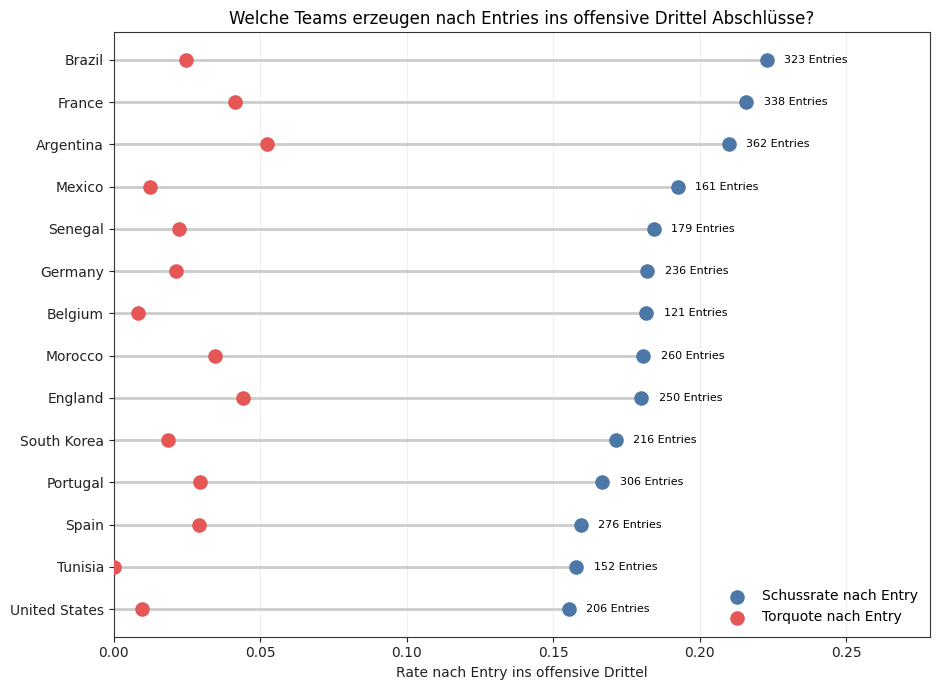 Welche Teams erzeugen nach Entries ins offensive Drittel Abschlüsse?
Brazil 323 Entries
France 338 Entries
Argentina 362 Entries
Mexico 161 Entries
Senegal 179 Entries
Germany 236 Entries
Belgium 121 Entries
Morocco 260 Entries
England 250 Entries
South Korea 216 Entries
Portugal 306 Entries
Spain 276 Entries
Tunisia 152 Entries
United States 206 Entries
Schussrate nach Entry
Torquote nach Entry
0.00 0.05 0.10 0.15 0.20 0.25
Rate nach Entry ins offensive Drittel